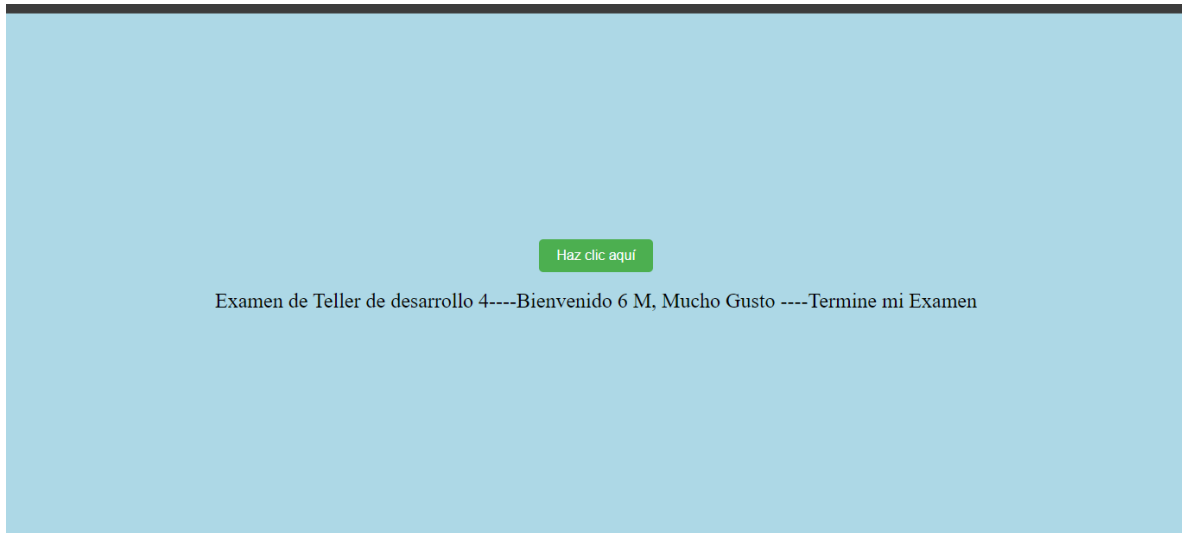 Haz clic aquí
Examen de Teller de desarrollo 4----Bienvenido 6 M, Mucho Gusto ----Termine mi Examen